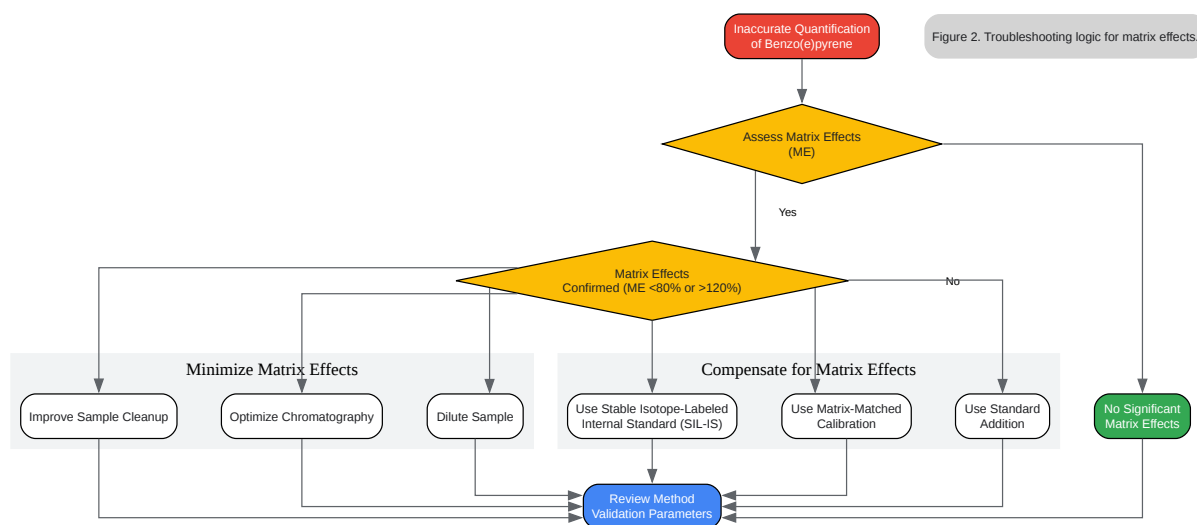 Inaccurate Quantification
of Benzo(e)pyrene
Figure 2. Troubleshooting logic for matrix effects.
Assess Matrix Effects
(ME)
Yes
Matrix Effects
Confirmed (ME <80% or >120%)
No
Minimize Matrix Effects
Compensate for Matrix Effects
Improve Sample Cleanup
Optimize Chromatography
Dilute Sample
Use Stable Isotope-Labeled
Internal Standard (SIL-IS)
Use Matrix-Matched
Calibration
Use Standard
Addition
No Significant
Matrix Effects
Review Method
Validation Parameters